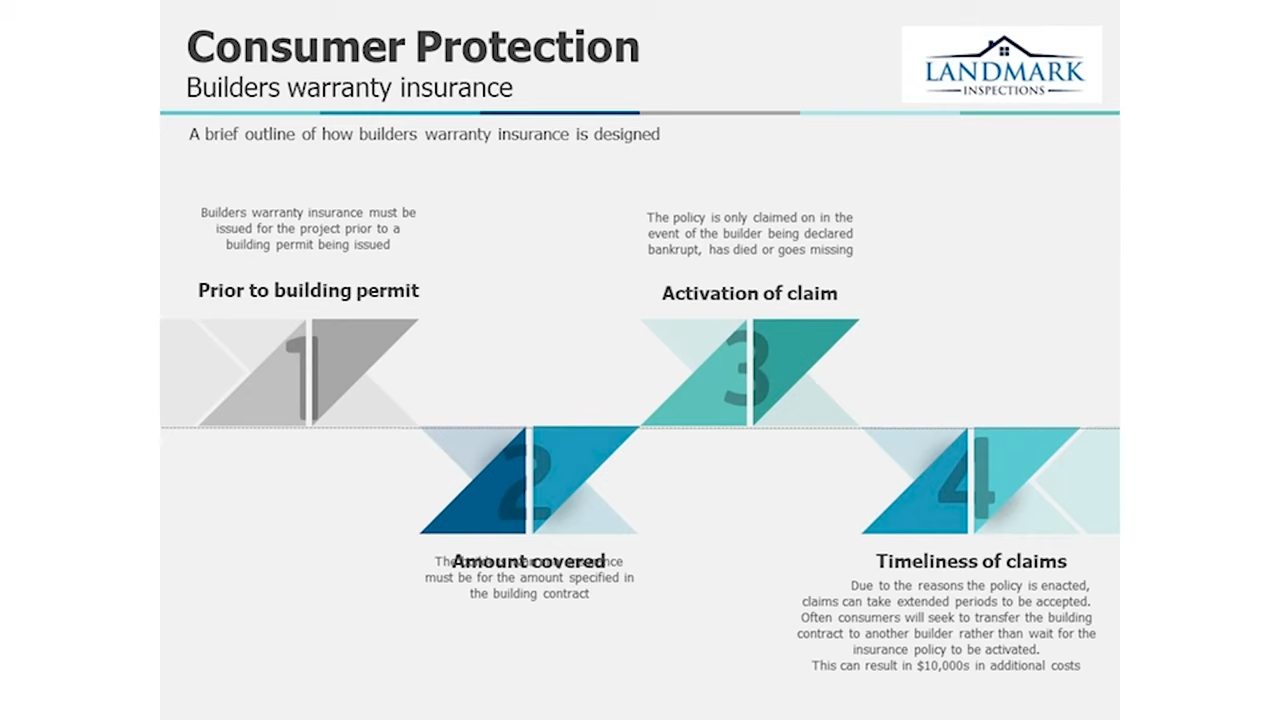 Consumer Protection
Builders warranty insurance
LANDMARK
INSPECTIONS
A brief outline of how builders warranty insurance is designed
Builders warranty insurance must be
issued for the project prior to a
building permit being issued
Prior to building permit
The policy is only claimed on in the
event of the builder being declared
bankrupt, has died or goes missing
Activation of claim
1
3
2
4
Amount covered
The insurance
must be for the amount specified in
the building contract
Timeliness of claims
Due to the reasons the policy is enacted,
claims can take extended periods to be accepted.
Often consumers will seek to transfer the building
contract to another builder rather than wait for the
insurance policy to be activated.
This can result in $10,000s in additional costs